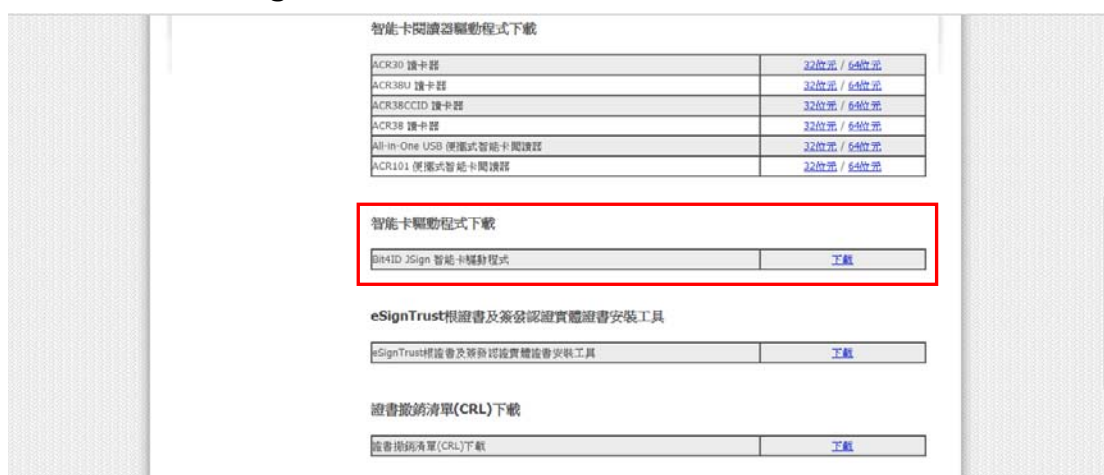 智能卡閱讀器驅動程式下載
ACR30 讀卡器 32位元 / 64位元
ACR38U 讀卡器 32位元 / 64位元
ACR38CCID 讀卡器 32位元 / 64位元
ACR38 讀卡器 32位元 / 64位元
All-in-One USB 便攜式智能卡閱讀器 32位元 / 64位元
ACR101 便攜式智能卡閱讀器 32位元 / 64位元
智能卡驅動程式下載
Bit4ID JSign 智能卡驅動程式 下載
eSignTrust根證書及簽發認證實體證書安裝工具
eSignTrust根證書及簽發認證實體證書安裝工具 下載
證書撤銷清單(CRL)下載
證書撤銷清單(CRL)下載 下載